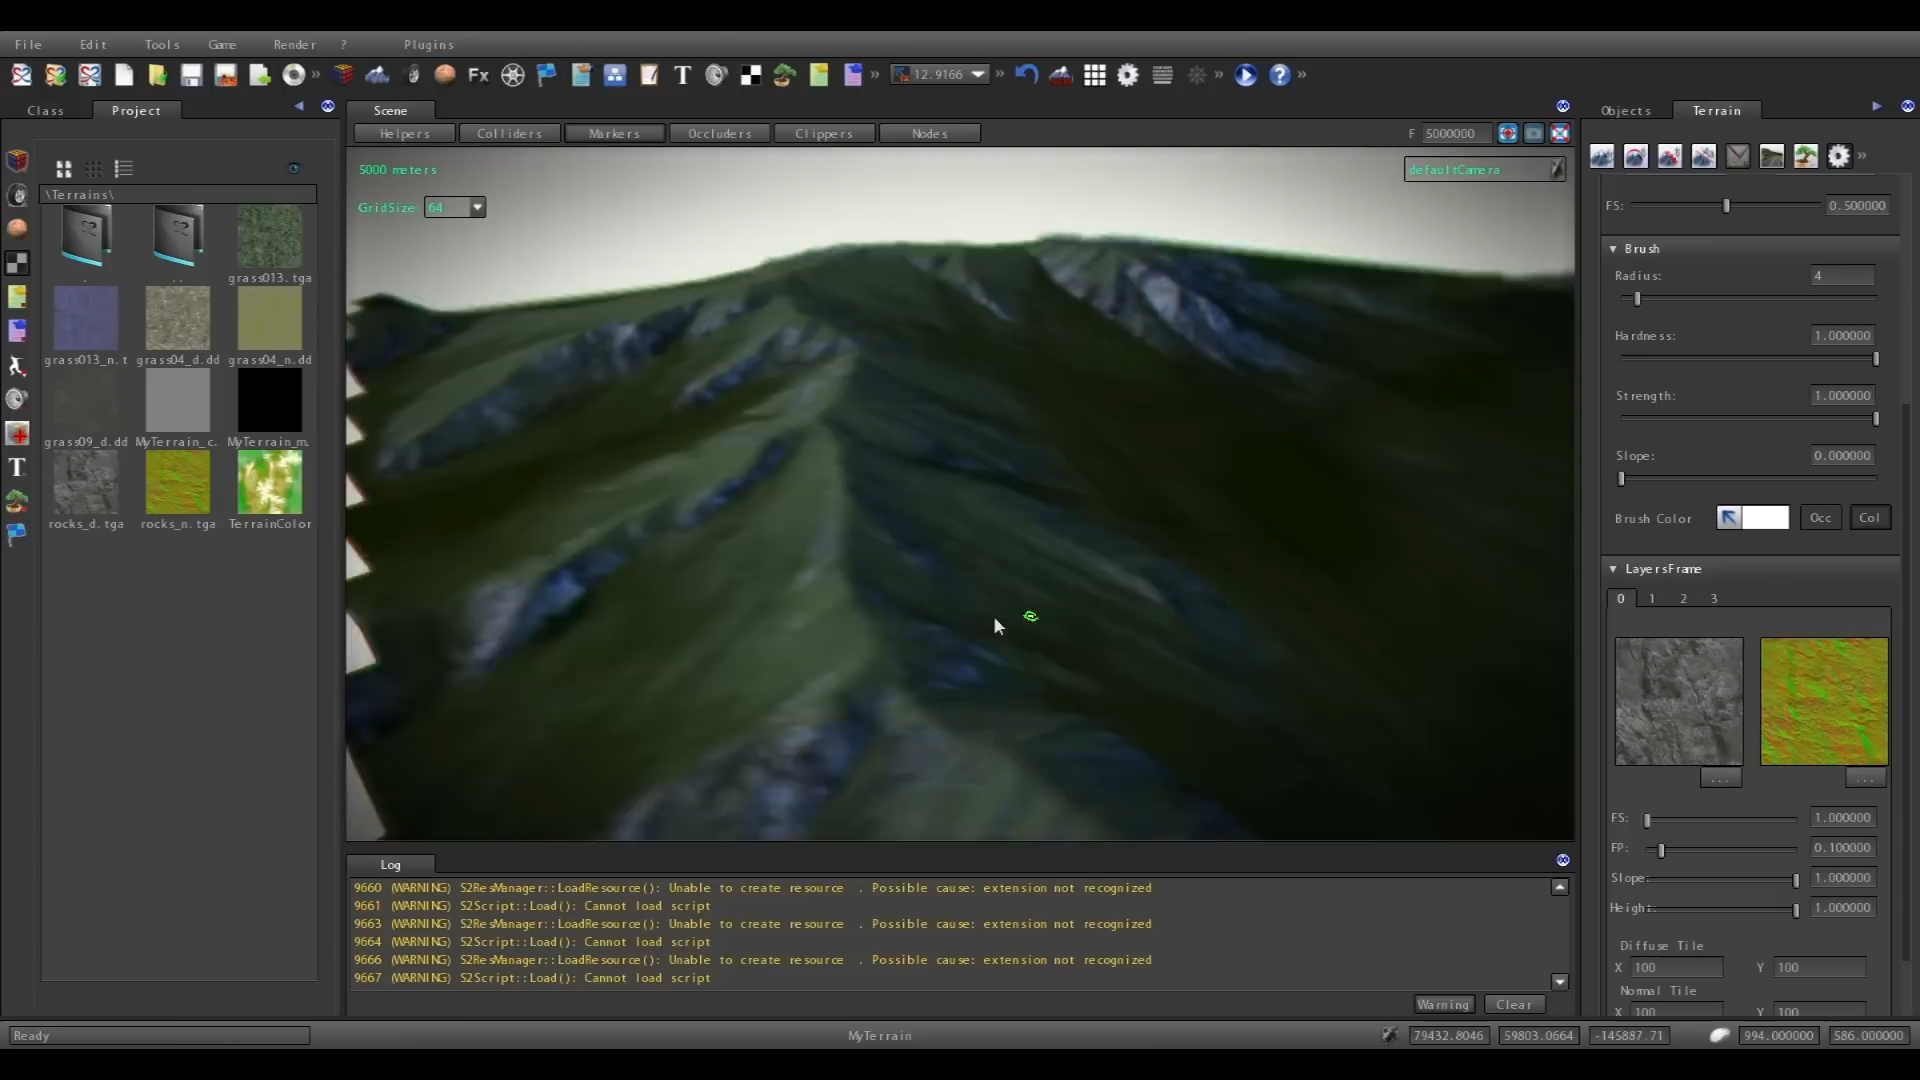 File Edit Tools Game Render ? Plugins
Fx T 12.9166
Class Project
Scene
Objects Terrain
Helpers Colliders Markers Occluders Clippers Nodes F 5000000
\Terrains\
5000 meters
defaultCamera
GridSize: 64
. .. grass013.tga
grass013_n.t grass04_d.dd grass04_n.dd
grass09_d.dd MyTerrain_c. MyTerrain_m.
rocks_d.tga rocks_n.tga TerrainColor
T
FS: 0.500000
Brush
Radius: 4
Hardness: 1.000000
Strength: 1.000000
Slope: 0.000000
Brush Color Occ Col
LayersFrame
0 1 2 3
... ...
FS: 1.000000
FP: 0.100000
Slope: 1.000000
Height: 1.000000
Diffuse Tile
X 100 Y 100
Normal Tile
X 100 Y 100
Log
9660 (WARNING) S2ResManager::LoadResource(): Unable to create resource . Possible cause: extension not recognized
9661 (WARNING) S2Script::Load(): Cannot load script
9663 (WARNING) S2ResManager::LoadResource(): Unable to create resource . Possible cause: extension not recognized
9664 (WARNING) S2Script::Load(): Cannot load script
9666 (WARNING) S2ResManager::LoadResource(): Unable to create resource . Possible cause: extension not recognized
9667 (WARNING) S2Script::Load(): Cannot load script
Warning Clear
Ready MyTerrain 79432.8046 59803.0664 -145887.71 994.000000 586.000000